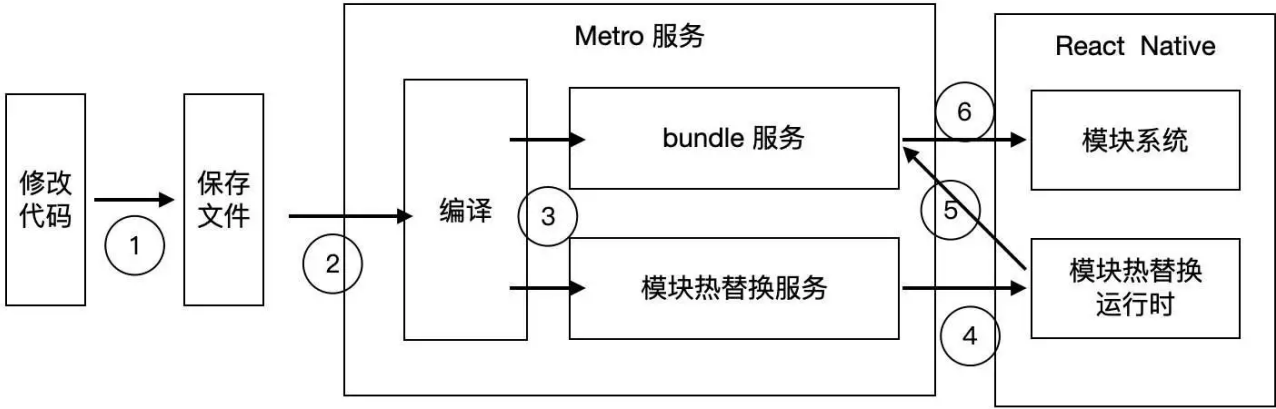 Metro 服务
React Native
修改
代码
1
保存
文件
2
编译
3
bundle 服务
模块热替换服务
6
5
4
模块系统
模块热替换
运行时